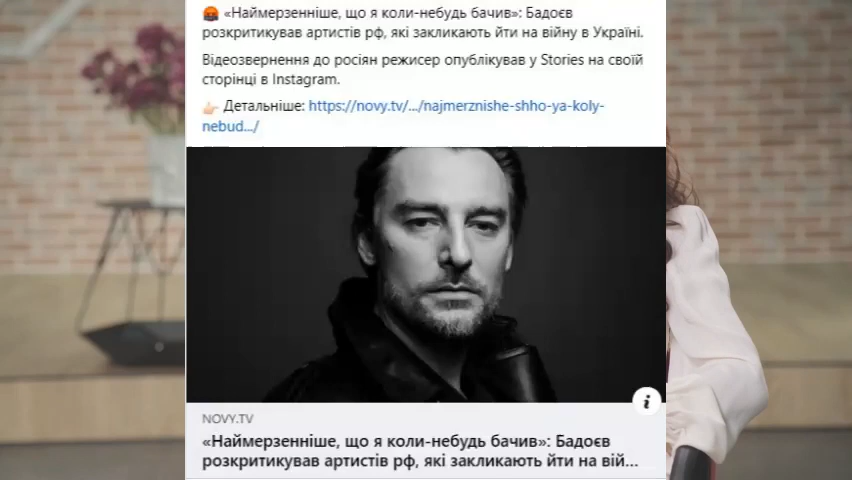 🤬 «Наймерзенніше, що я коли-небудь бачив»: Бадоєв
розкритикував артистів рф, які закликають йти на війну в Україні.
Відеозвернення до росіян режисер опублікував у Stories на своїй
сторінці в Instagram.
👉🏻 Детальніше: https://novy.tv/.../najmerznishe-shho-ya-koly-
nebud.../
i
NOVY.TV
«Наймерзенніше, що я коли-небудь бачив»: Бадоєв
розкритикував артистів рф, які закликають йти на вій...